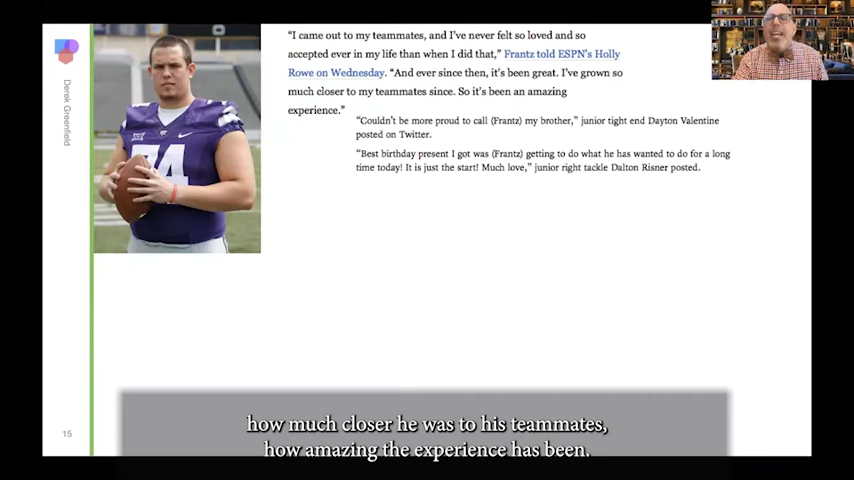 Derek Greenfield
"I came out to my teammates, and I've never felt so loved and so
accepted ever in my life than when I did that," Frantz told ESPN's Holly
Rowe on Wednesday. "And ever since then, it's been great. I've grown so
much closer to my teammates since. So it's been an amazing
experience."
"Couldn't be more proud to call (Frantz) my brother," junior tight end Dayton Valentine
posted on Twitter.
"Best birthday present I got was (Frantz) getting to do what he has wanted to do for a long
time today! It is just the start! Much love," junior right tackle Dalton Risner posted.
74
15
how much closer he was to his teammates,
how amazing the experience has been.